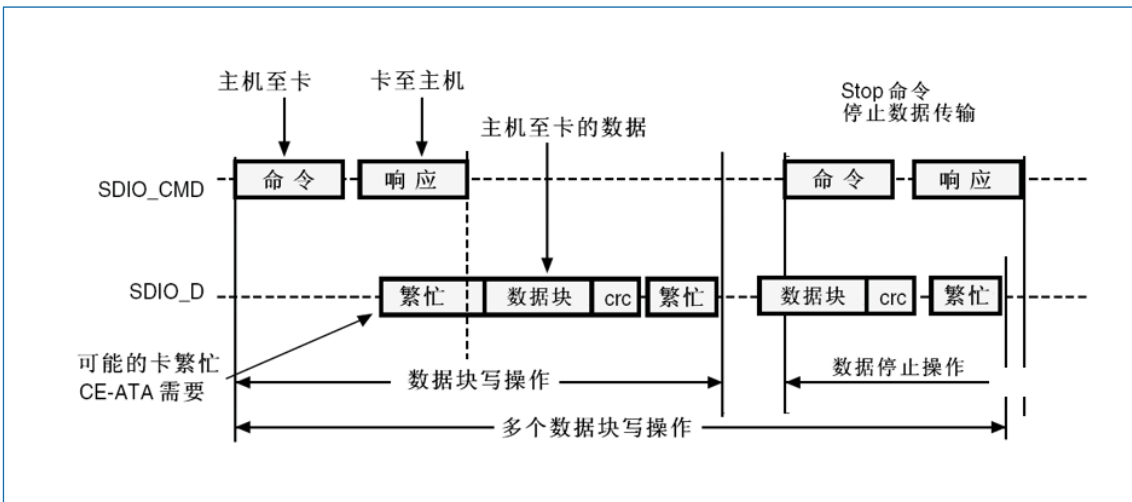 主机至卡
卡至主机
主机至卡的数据
Stop 命令
停止数据传输
SDIO_CMD
命令
响应
命令
响应
SDIO_D
繁忙
数据块
crc
繁忙
数据块
crc
繁忙
可能的卡繁忙
CE-ATA 需要
数据块写操作
数据停止操作
多个数据块写操作